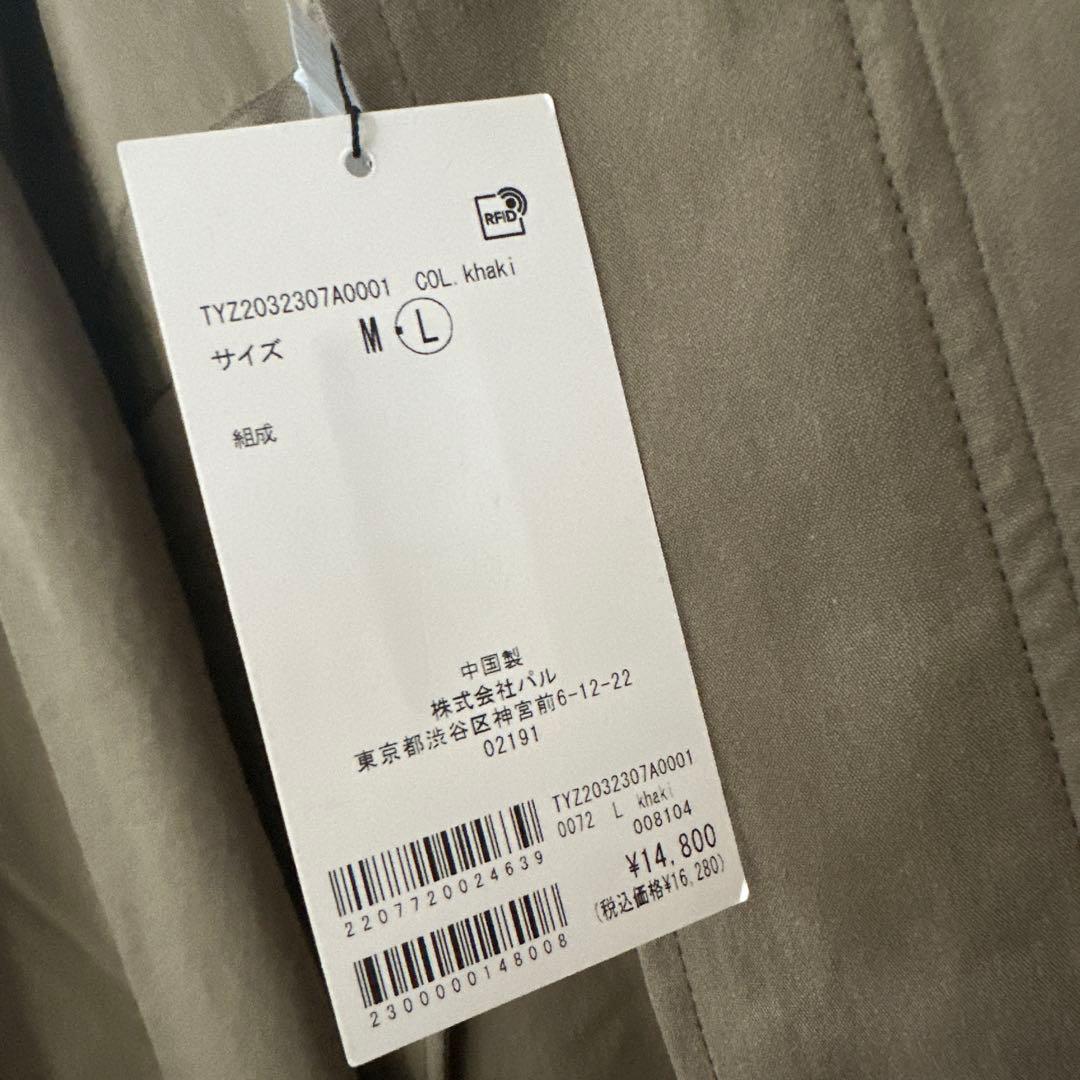 RFID
TYZ2032307A0001 COL.khaki
サイズ M・L
組成
中国製
株式会社パル
東京都渋谷区神宮前6-12-22
02191
TYZ2032307A0001
0072 L khaki
008104
¥14,800
(税込価格¥16,280)
2207720024639
2300000148008